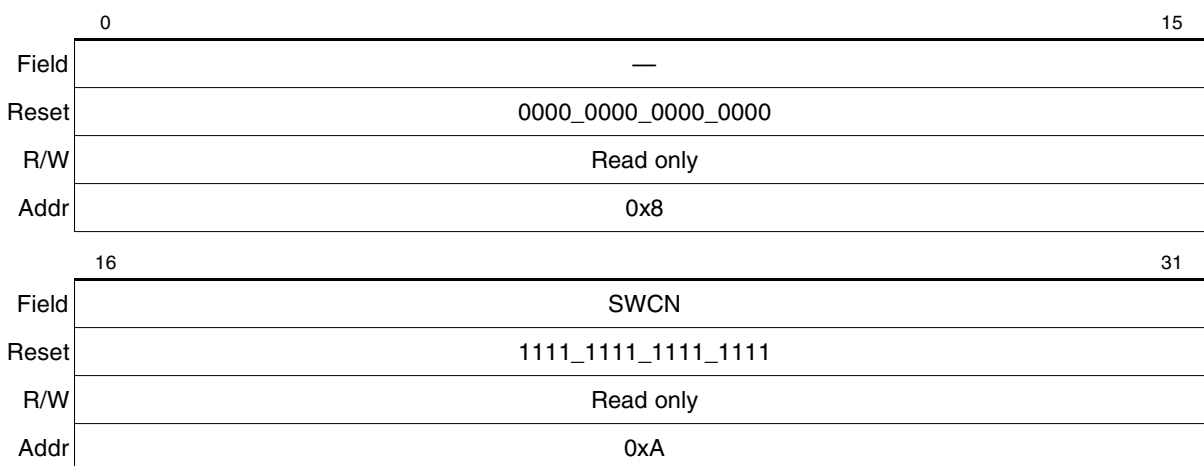 0 15
Field —
Reset 0000_0000_0000_0000
R/W Read only
Addr 0x8
16 31
Field SWCN
Reset 1111_1111_1111_1111
R/W Read only
Addr 0xA